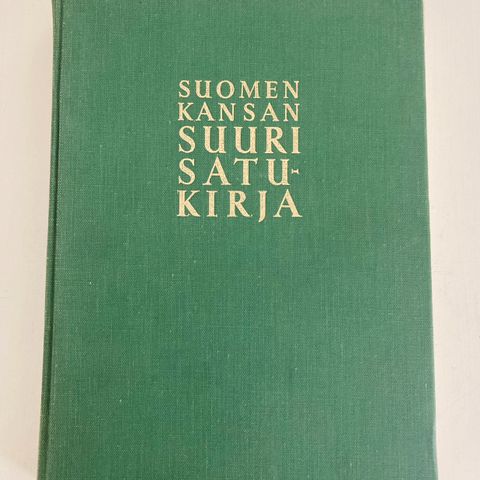 SUOMEN
KANSAN
SUURI
SATU-
KIRJA